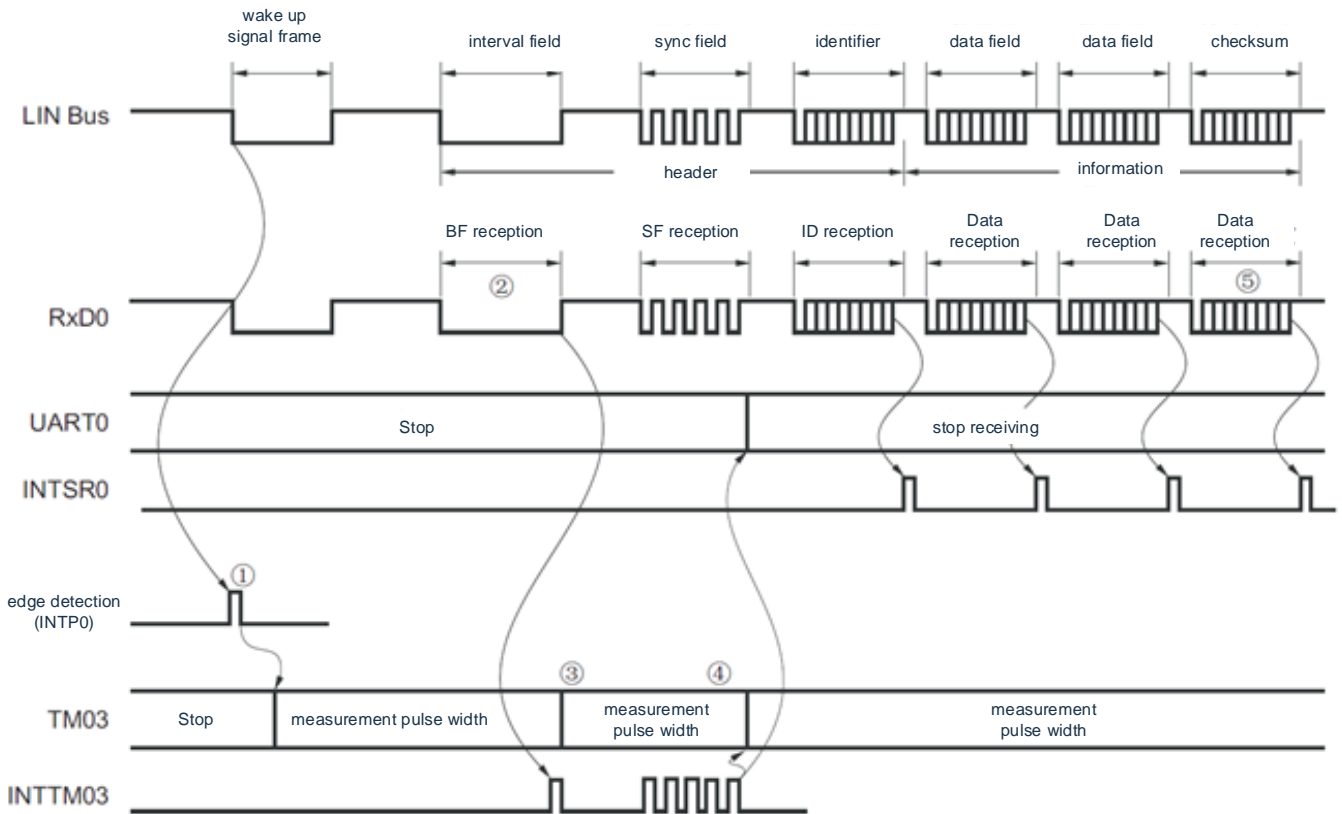 wake up
signal frame
interval field
sync field
identifier
data field
data field
checksum
LIN Bus
header
information
BF reception
SF reception
ID reception
Data
reception
Data
reception
Data
reception
②
⑤
RxD0
UART0
Stop
stop receiving
INTSR0
①
edge detection
(INTP0)
③
④
TM03
Stop
measurement pulse width
measurement
pulse width
measurement
pulse width
INTTM03